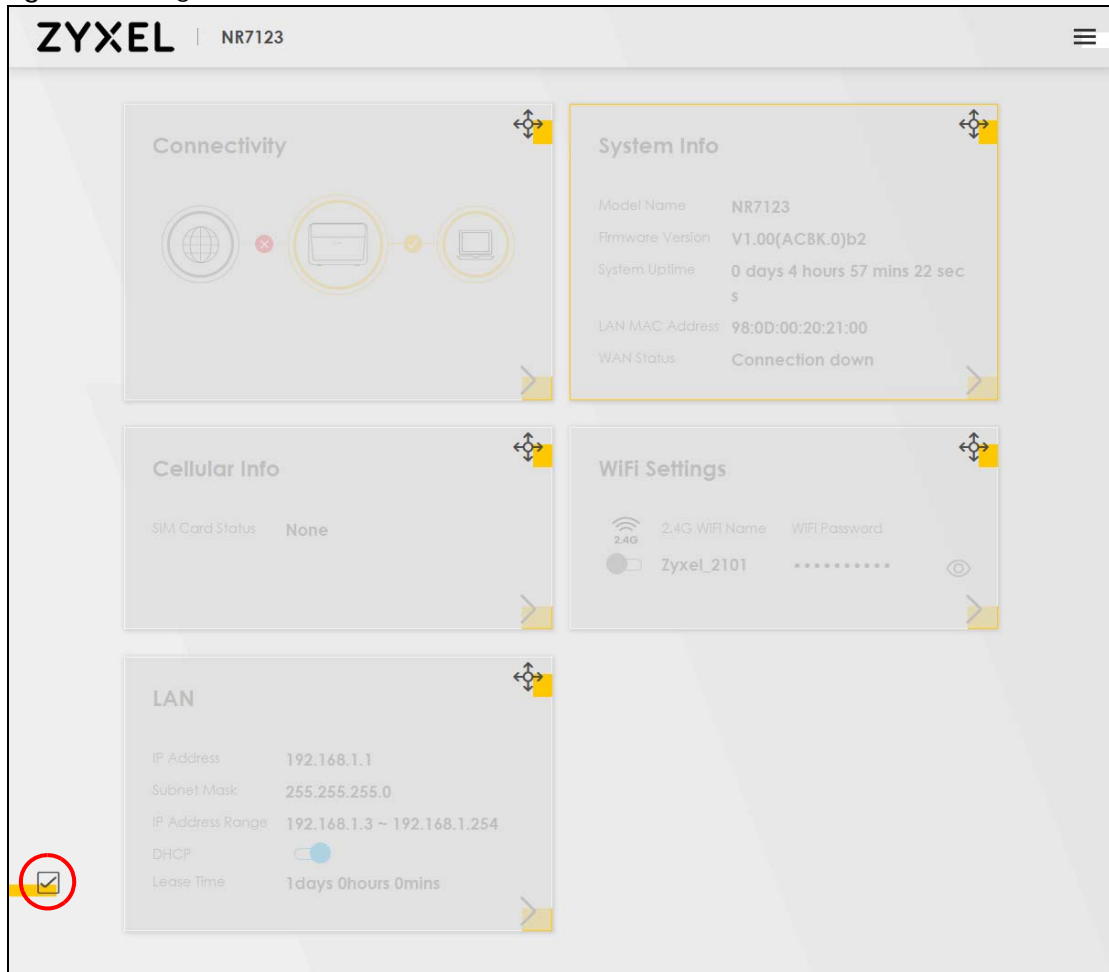 ZYXEL NR7123
Connectivity
System Info
Model Name NR7123
Firmware Version V1.00(ACBK.0)b2
System Uptime 0 days 4 hours 57 mins 22 sec
s
LAN MAC Address 98:0D:00:20:21:00
WAN Status Connection down
Cellular Info
SIM Card Status None
WiFi Settings
2.4G 2.4G WiFi Name WiFi Password
Zyxel_2101 ••••••••••
LAN
IP Address 192.168.1.1
Subnet Mask 255.255.255.0
IP Address Range 192.168.1.3 ~ 192.168.1.254
DHCP
Lease Time 1days 0hours 0mins